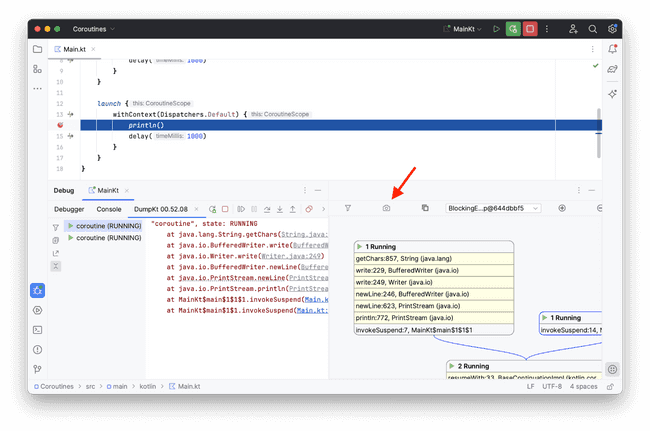 Coroutines
MainKt
Main.kt
8
delay( timeMillis: 1000)
9
}
10
}
11
12
launch { this: CoroutineScope
13
withContext(Dispatchers.Default) { this: CoroutineScope
println()
15
delay( timeMillis: 1000)
16
}
17
}
18
}
Debug
MainKt
Debugger
Console
DumpKt 00.52.08
BlockingE...p@644dbbf5
coroutine (RUNNING)
coroutine (RUNNING)
"coroutine", state: RUNNING
at java.lang.String.getChars(String.java:
at java.io.BufferedWriter.write(BufferedW
at java.io.Writer.write(Writer.java:249)
at java.io.BufferedWriter.newLine(Buffere
at java.io.PrintStream.newLine(PrintStrea
at java.io.PrintStream.println(PrintStrea
at MainKt$main$1$1$1.invokeSuspend(Main.k
at MainKt$main$1$1.invokeSuspend(Main.kt:
1 Running
getChars:857, String (java.lang)
write:229, BufferedWriter (java.io)
write:249, Writer (java.io)
newLine:246, BufferedWriter (java.io)
newLine:623, PrintStream (java.io)
println:772, PrintStream (java.io)
invokeSuspend:7, MainKt$main$1$1$1
1 Running
invokeSuspend:14, M
2 Running
resumeWith:33, BaseContinuationImpl (kotlin.cor
Coroutines
src
main
kotlin
Main.kt
LF
UTF-8
4 spaces